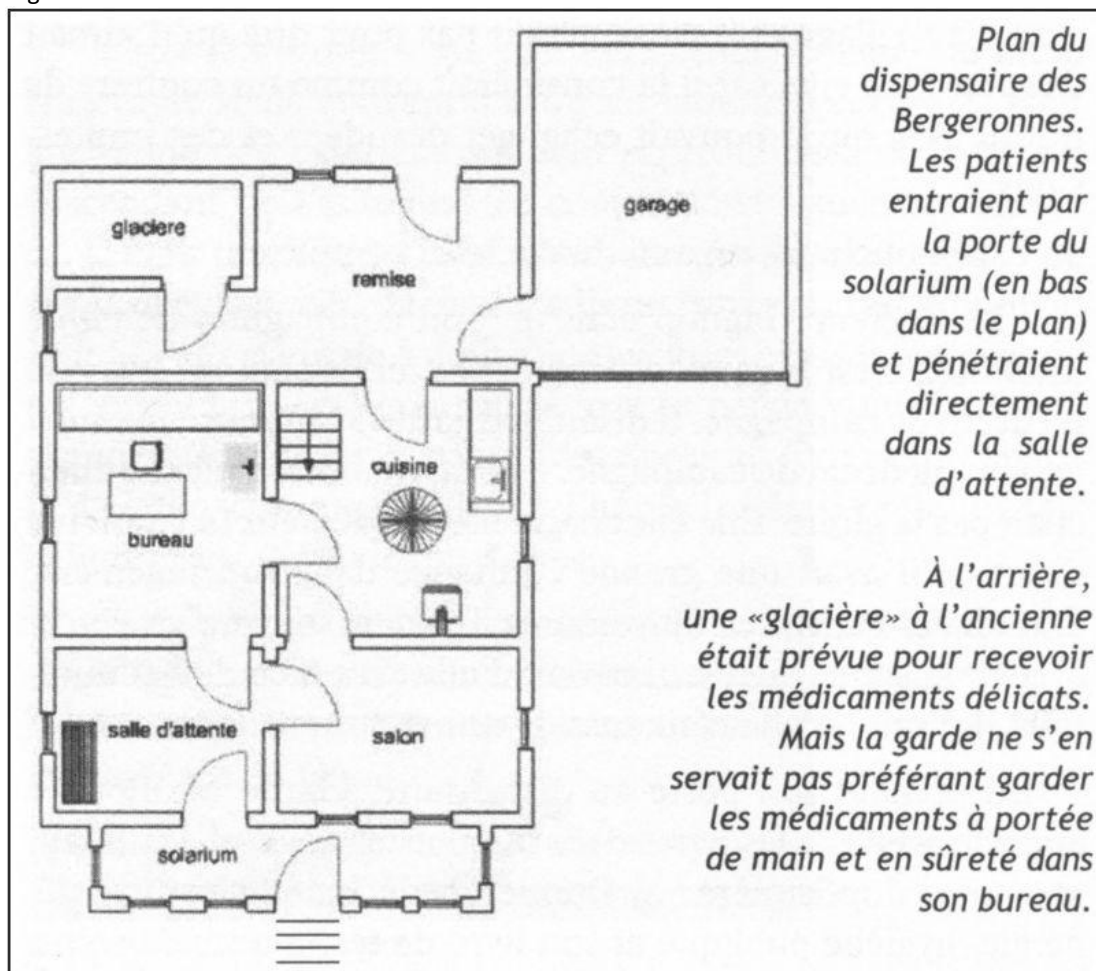 Plan du
dispensaire des
Bergeronnes.
Les patients
entraient par
la porte du
solarium (en bas
dans le plan)
et pénétraient
directement
dans la salle
d'attente.
À l'arrière,
une «glacière» à l'ancienne
était prévue pour recevoir
les médicaments délicats.
Mais la garde ne s'en
servait pas préférant garder
les médicaments à portée
de main et en sûreté dans
son bureau.
glaciere
remise
garage
bureau
cuisine
salle d'attente
salon
solarium